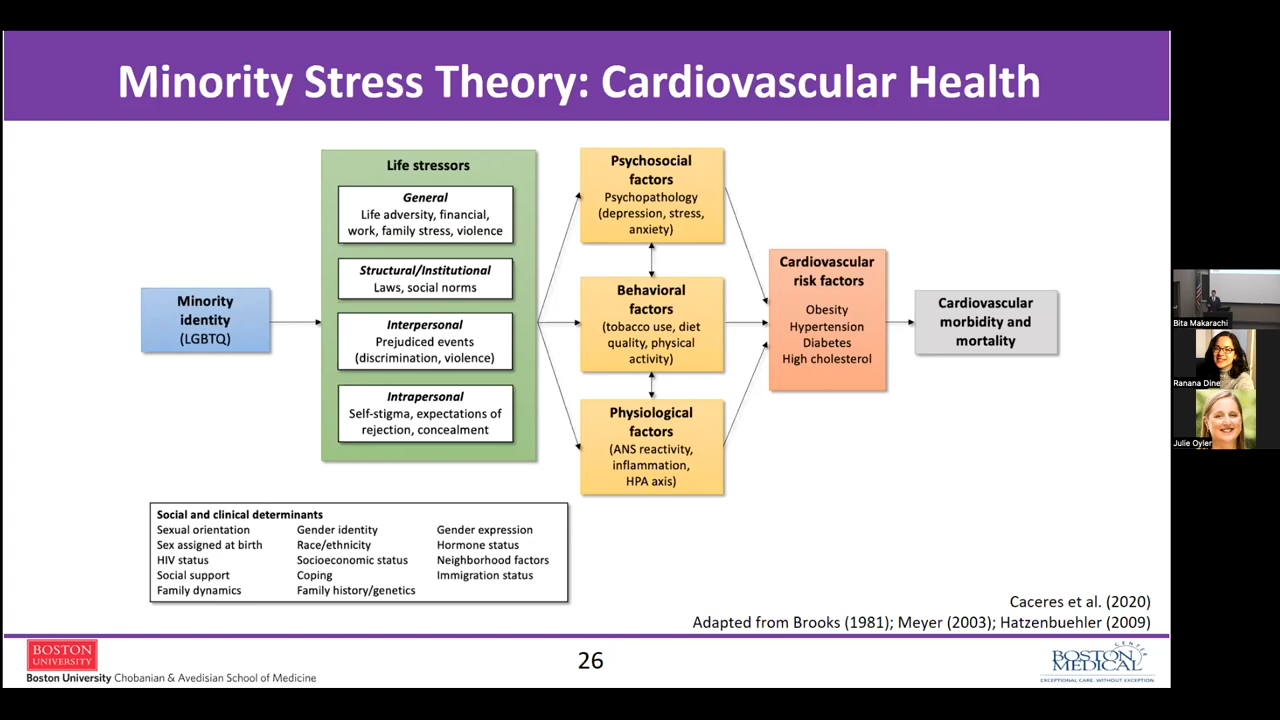 Minority Stress Theory: Cardiovascular Health
Minority
identity
(LGBTQ)
Life stressors
General
Life adversity, financial,
work, family stress, violence
Structural/Institutional
Laws, social norms
Interpersonal
Prejudiced events
(discrimination, violence)
Intrapersonal
Self-stigma, expectations of
rejection, concealment
Psychosocial
factors
Psychopathology
(depression, stress,
anxiety)
Behavioral
factors
(tobacco use, diet
quality, physical
activity)
Physiological
factors
(ANS reactivity,
inflammation,
HPA axis)
Cardiovascular
risk factors
Obesity
Hypertension
Diabetes
High cholesterol
Cardiovascular
morbidity and
mortality
Social and clinical determinants
Sexual orientation Gender identity Gender expression
Sex assigned at birth Race/ethnicity Hormone status
HIV status Socioeconomic status Neighborhood factors
Social support Coping Immigration status
Family dynamics Family history/genetics
Caceres et al. (2020)
Adapted from Brooks (1981); Meyer (2003); Hatzenbuehler (2009)
BOSTON
UNIVERSITY
Boston University Chobanian & Avedisian School of Medicine
26
BOSTON
MEDICAL
CENTER
EXCEPTIONAL CARE. WITHOUT EXCEPTION
Bita Makarachi
Ranana Dine
Julie Oyler